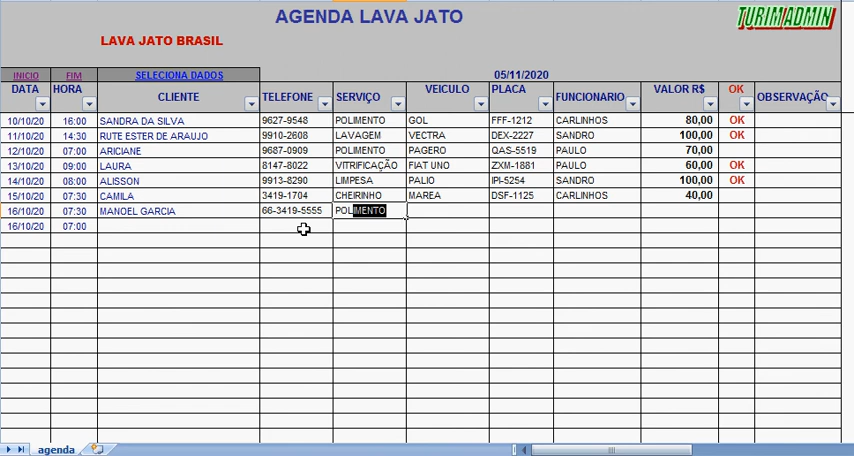 AGENDA LAVA JATO
TURIM ADMIN
LAVA JATO BRASIL
INICIO FIM SELECIONA DADOS 05/11/2020
DATA HORA CLIENTE TELEFONE SERVIÇO VEICULO PLACA FUNCIONARIO VALOR R$ OK OBSERVAÇÃO
10/10/20 16:00 SANDRA DA SILVA 9627-9548 POLIMENTO GOL FFF-1212 CARLINHOS 80,00 OK
11/10/20 14:30 RUTE ESTER DE ARAUJO 9910-2608 LAVAGEM VECTRA DEX-2227 SANDRO 100,00 OK
12/10/20 07:00 ARICIANE 9687-0909 POLIMENTO PAGERO QAS-5519 PAULO 70,00
13/10/20 09:00 LAURA 8147-8022 VITRIFICAÇÃO FIAT UNO ZXM-1881 PAULO 60,00 OK
14/10/20 08:00 ALISSON 9913-8290 LIMPESA PALIO IPI-5254 SANDRO 100,00 OK
15/10/20 07:30 CAMILA 3419-1704 CHEIRINHO MAREA DSF-1125 CARLINHOS 40,00
16/10/20 07:30 MANOEL GARCIA 66-3419-5555 POLIMENTO
16/10/20 07:00
agenda